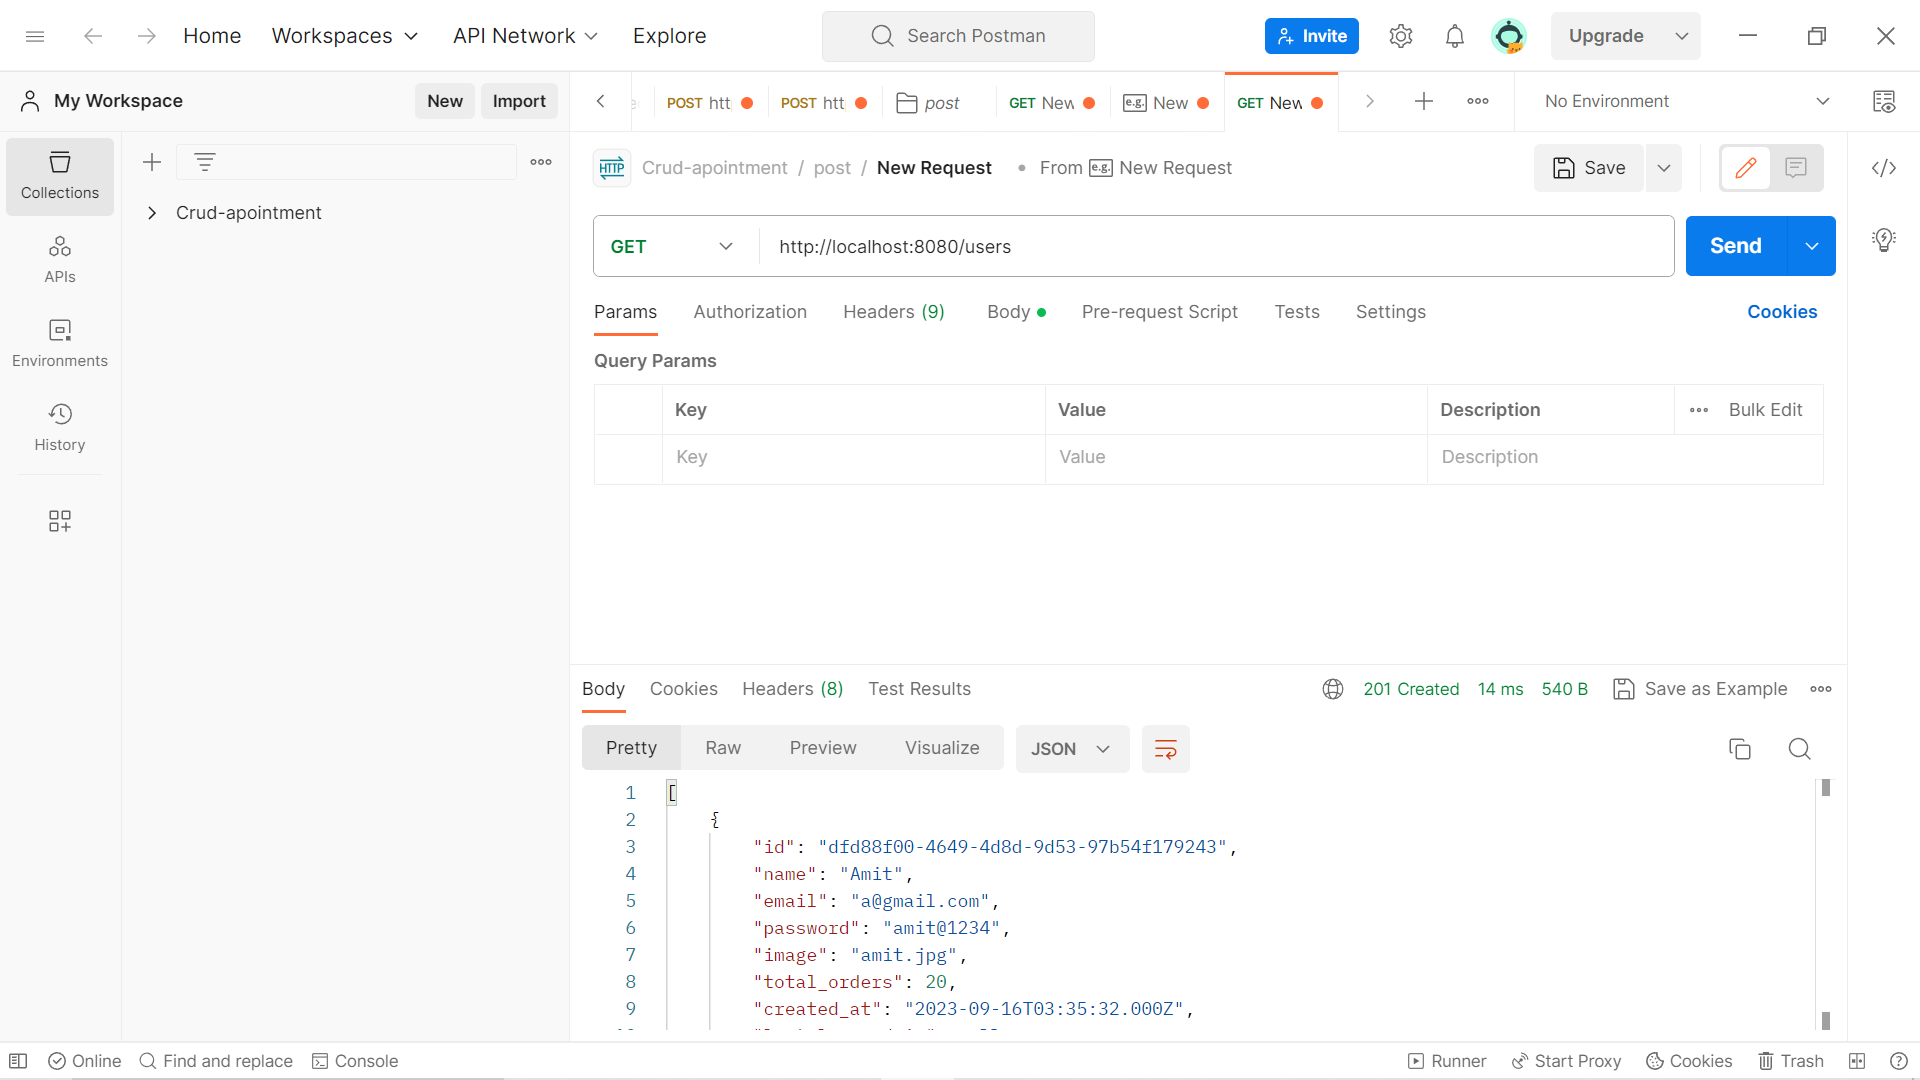 Home Workspaces API Network Explore Search Postman Invite Upgrade
My Workspace New Import POST htt POST htt post GET New e.g. New GET New No Environment
HTTP Crud-apointment / post / New Request From e.g. New Request Save
Collections
Crud-apointment
GET http://localhost:8080/users Send
APIs
Params Authorization Headers (9) Body Pre-request Script Tests Settings Cookies
Environments
Query Params
Key Value Description Bulk Edit
History
Key Value Description
Body Cookies Headers (8) Test Results 201 Created 14 ms 540 B Save as Example
Pretty Raw Preview Visualize JSON
1 [
2 {
3 "id": "dfd88f00-4649-4d8d-9d53-97b54f179243",
4 "name": "Amit",
5 "email": "a@gmail.com",
6 "password": "amit@1234",
7 "image": "amit.jpg",
8 "total_orders": 20,
9 "created_at": "2023-09-16T03:35:32.000Z",
Online Find and replace Console Runner Start Proxy Cookies Trash